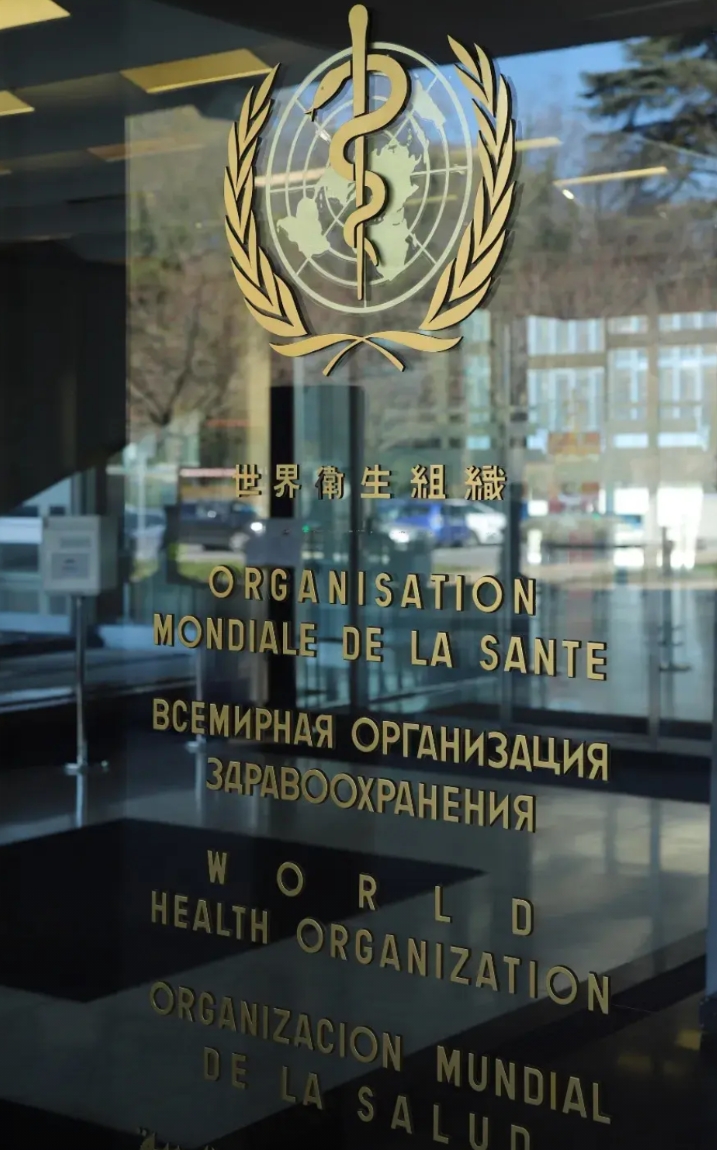 世界衛生組織
ORGANISATION
MONDIALE DE LA SANTE
ВСЕМИРНАЯ ОРГАНИЗАЦИЯ
ЗДРАВООХРАНЕНИЯ
WORLD
HEALTH ORGANIZATION
ORGANIZACION MUNDIAL
DE LA SALUD